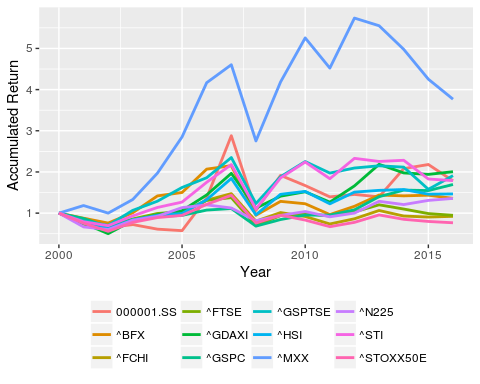 Accumulated Return
5
4
3
2
1
2000 2005 2010 2015
Year
000001.SS ^FTSE ^GSPTSE ^N225
^BFX ^GDAXI ^HSI ^STI
^FCHI ^GSPC ^MXX ^STOXX50E